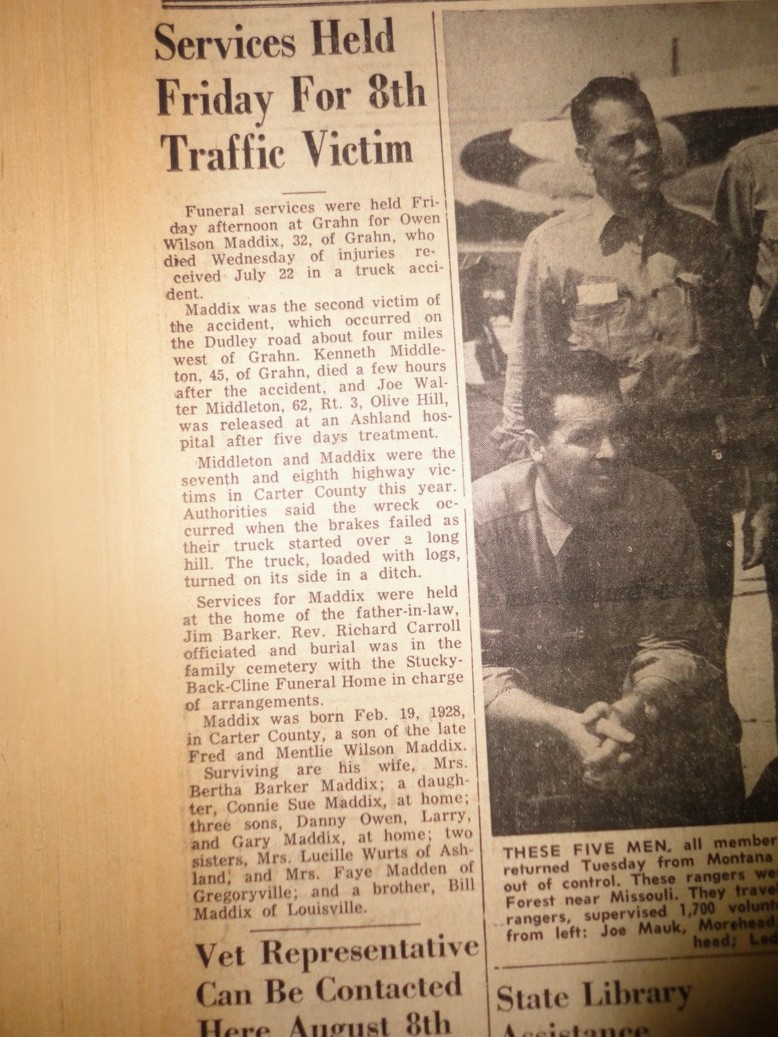 Services Held
Friday For 8th
Traffic Victim
Funeral services were held Fri-
day afternoon at Grahn for Owen
Wilson Maddix, 32, of Grahn, who
died Wednesday of injuries re-
ceived July 22 in a truck acci-
dent.
Maddix was the second victim of
the accident, which occurred on
the Dudley road about four miles
west of Grahn. Kenneth Middle-
ton, 45, of Grahn, died a few hours
after the accident, and Joe Wal-
ter Middleton, 62, Rt. 3, Olive Hill,
was released at an Ashland hos-
pital after five days treatment.
Middleton and Maddix were the
seventh and eighth highway vic-
tims in Carter County this year.
Authorities said the wreck oc-
curred when the brakes failed as
their truck started over a long
hill. The truck, loaded with logs,
turned on its side in a ditch.
Services for Maddix were held
at the home of the father-in-law,
Jim Barker. Rev. Richard Carroll
officiated and burial was in the
family cemetery with the Stucky-
Back-Cline Funeral Home in charge
of arrangements.
Maddix was born Feb. 19, 1928,
in Carter County, a son of the late
Fred and Mentlie Wilson Maddix.
Surviving are his wife, Mrs.
Bertha Barker Maddix; a daugh-
ter, Connie Sue Maddix, at home;
three sons, Danny Owen, Larry,
and Gary Maddix, at home; two
sisters, Mrs. Lucille Wurts of Ash-
land, and Mrs. Faye Madden of
Gregoryville; and a brother, Bill
Maddix of Louisville.
Vet Representative
Can Be Contacted
Here August 8th
THESE FIVE MEN, all member
returned Tuesday from Montana
out of control. These rangers we
Forest near Missouli. They trave
rangers, supervised 1,700 volunt
from left: Joe Mauk, Morehead
head; Led
State Library
Assistance